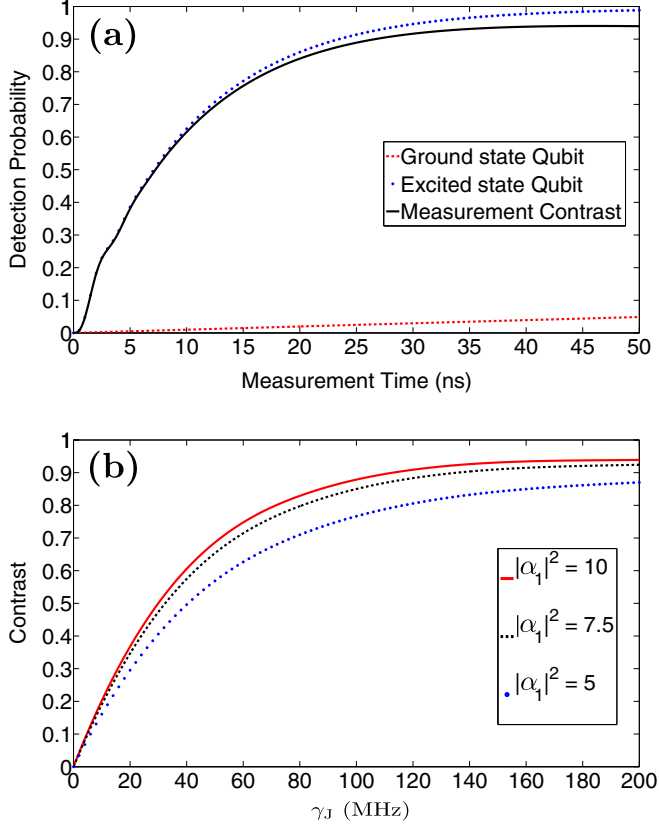 (a)
1
0.9
0.8
0.7
0.6
0.5
0.4
0.3
0.2
0.1
0
Detection Probability
Ground state Qubit
Excited state Qubit
Measurement Contrast
0 5 10 15 20 25 30 35 40 45 50
Measurement Time (ns)
(b)
1
0.9
0.8
0.7
0.6
0.5
0.4
0.3
0.2
0.1
0
Contrast
|α₁|² = 10
|α₁|² = 7.5
|α₁|² = 5
0 20 40 60 80 100 120 140 160 180 200
γ_J (MHz)